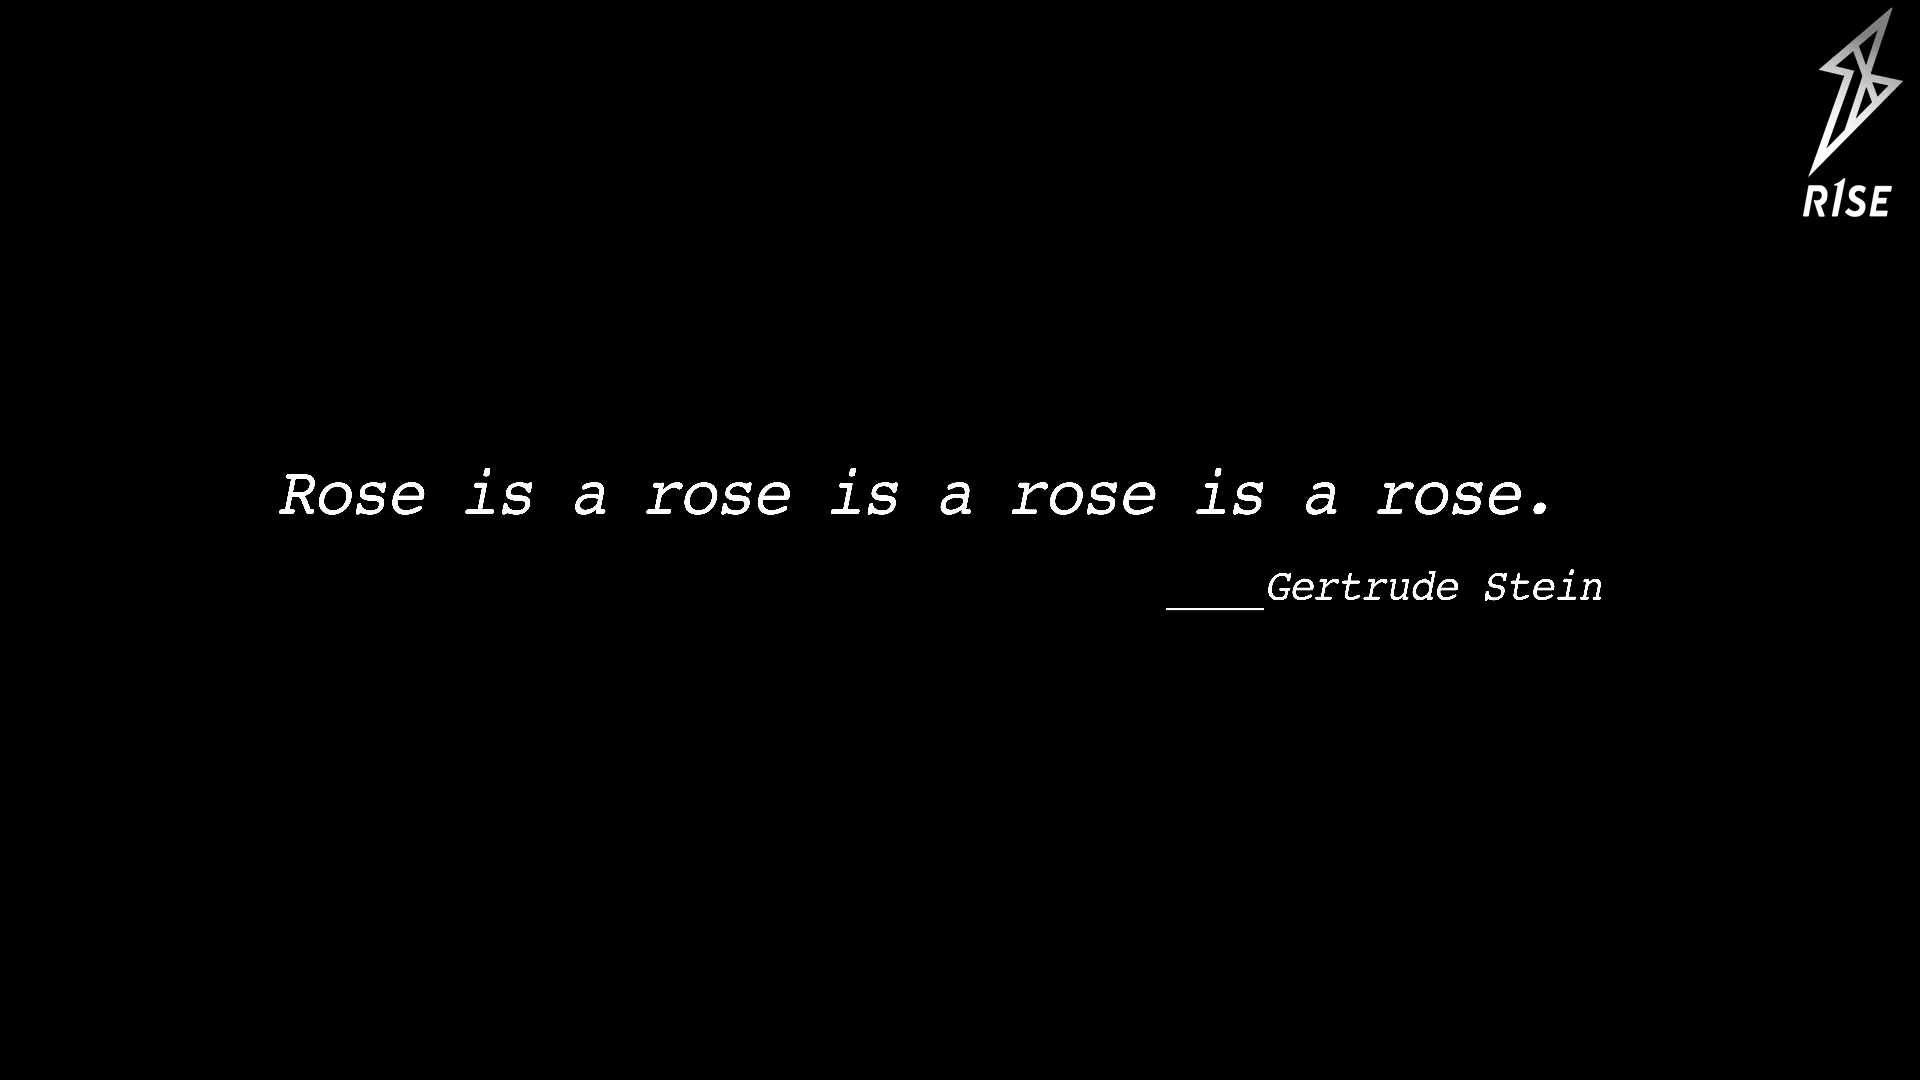 R1SE
Rose is a rose is a rose is a rose.
____Gertrude Stein